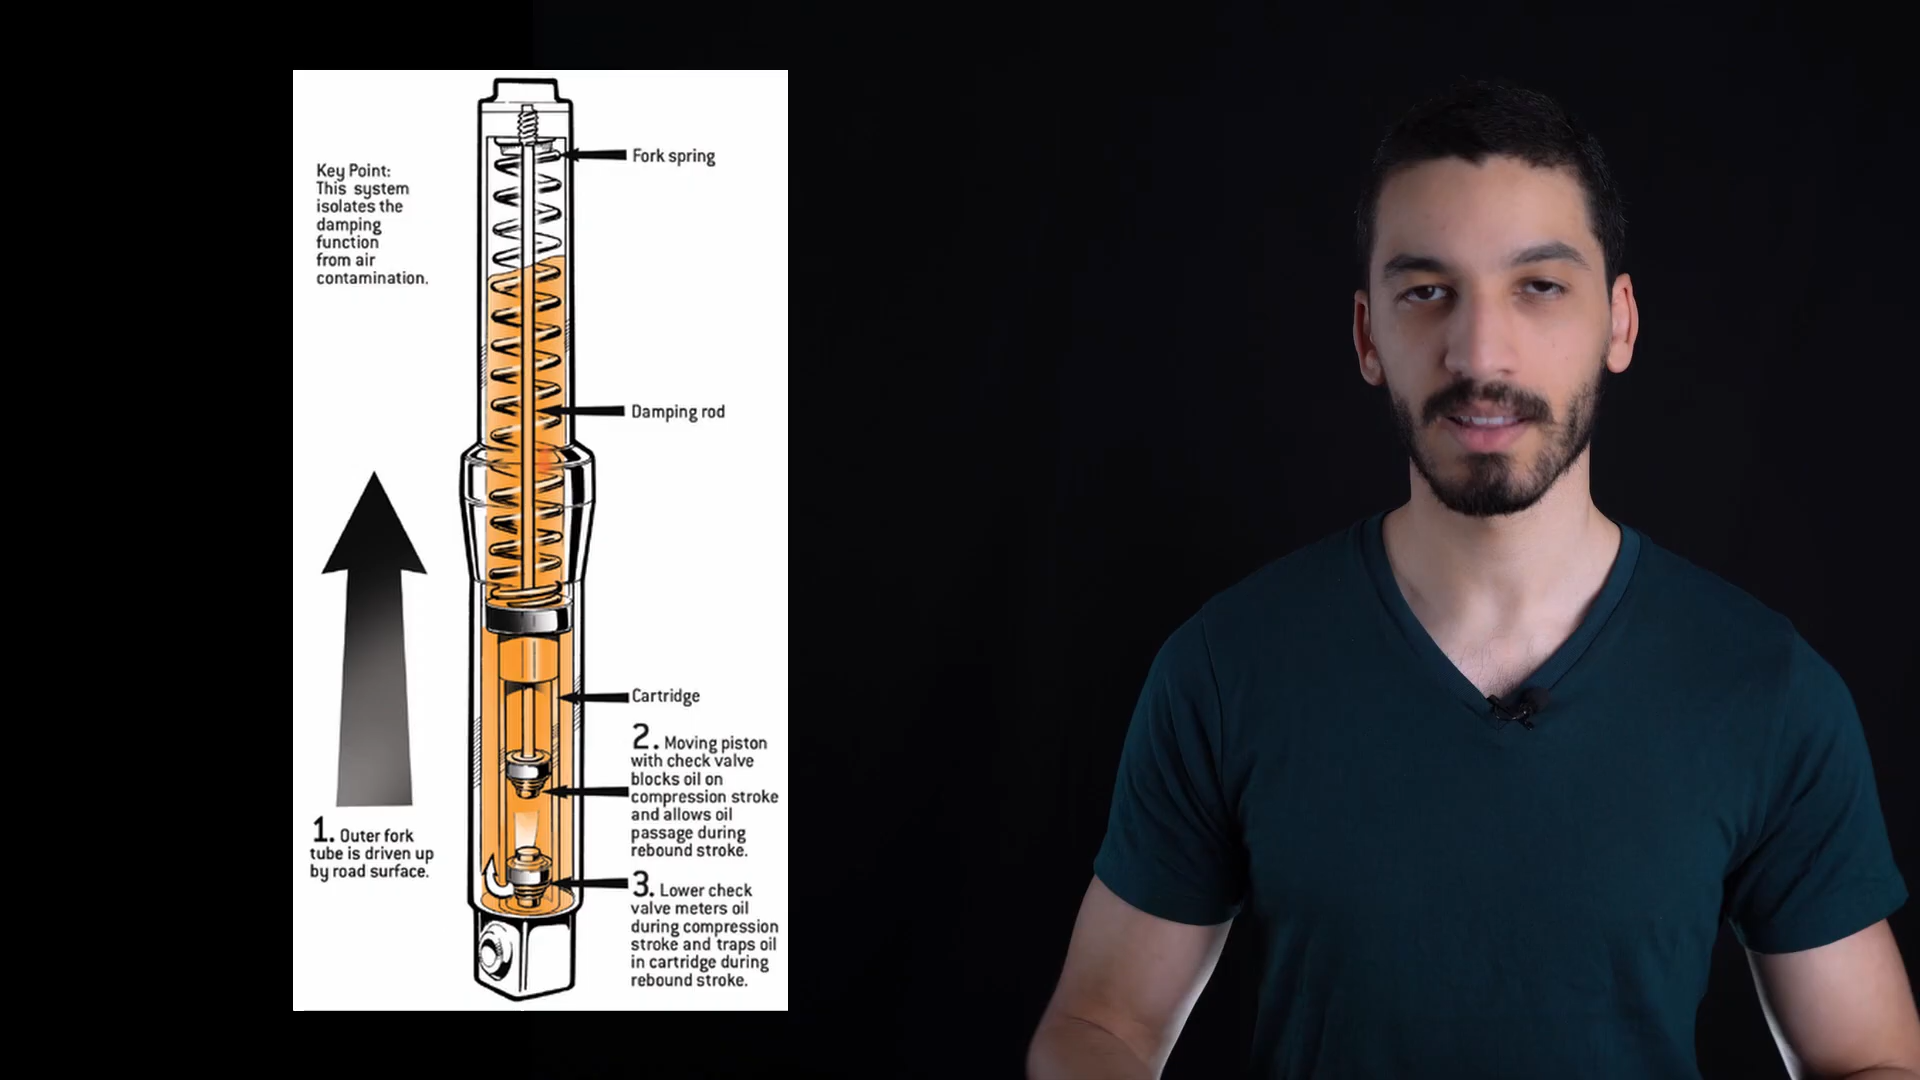 Fork spring
Key Point:
This system
isolates the
damping
function
from air
contamination.
Damping rod
Cartridge
2. Moving piston
with check valve
blocks oil on
compression stroke
and allows oil
passage during
rebound stroke.
1. Outer fork
tube is driven up
by road surface.
3. Lower check
valve meters oil
during compression
stroke and traps oil
in cartridge during
rebound stroke.